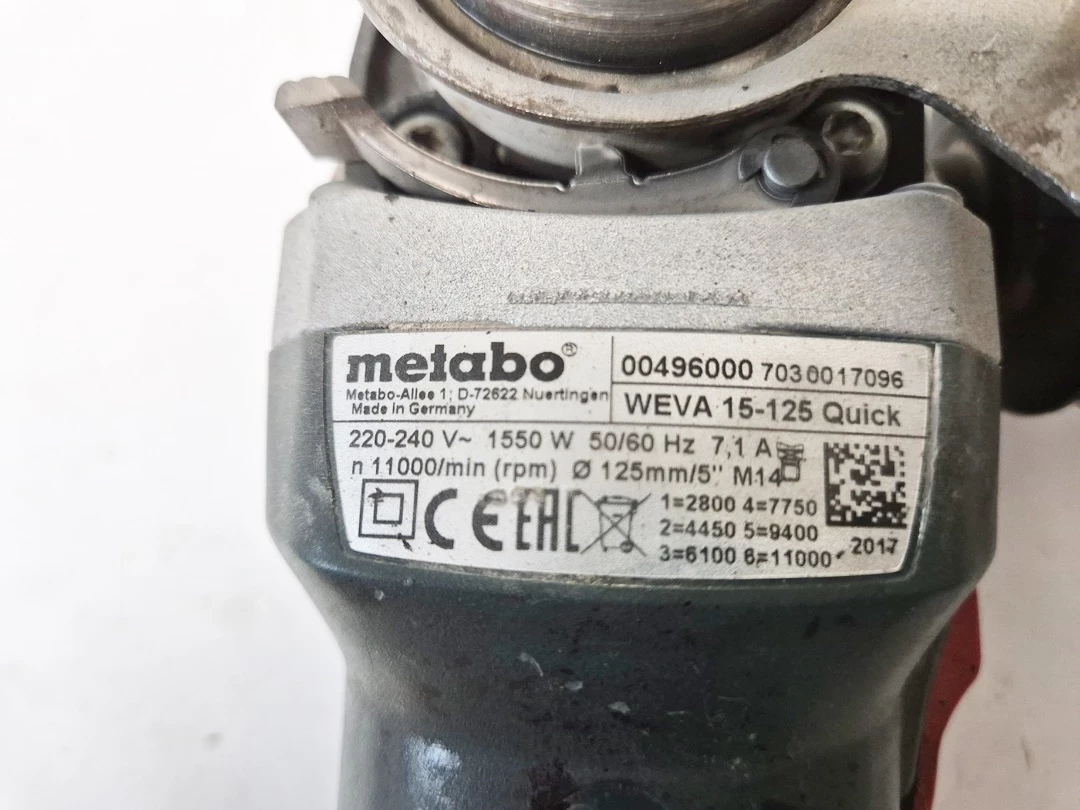 metabo®
Metabo-Allee 1; D-72622 Nuertingen
Made in Germany
00496000 7030017096
WEVA 15-125 Quick
220-240 V~ 1550 W 50/60 Hz 7,1 A
n 11000/min (rpm) Ø 125mm/5" M14
CE EAC
1=2800 4=7750
2=4450 5=9400
3=6100 6=11000
2017